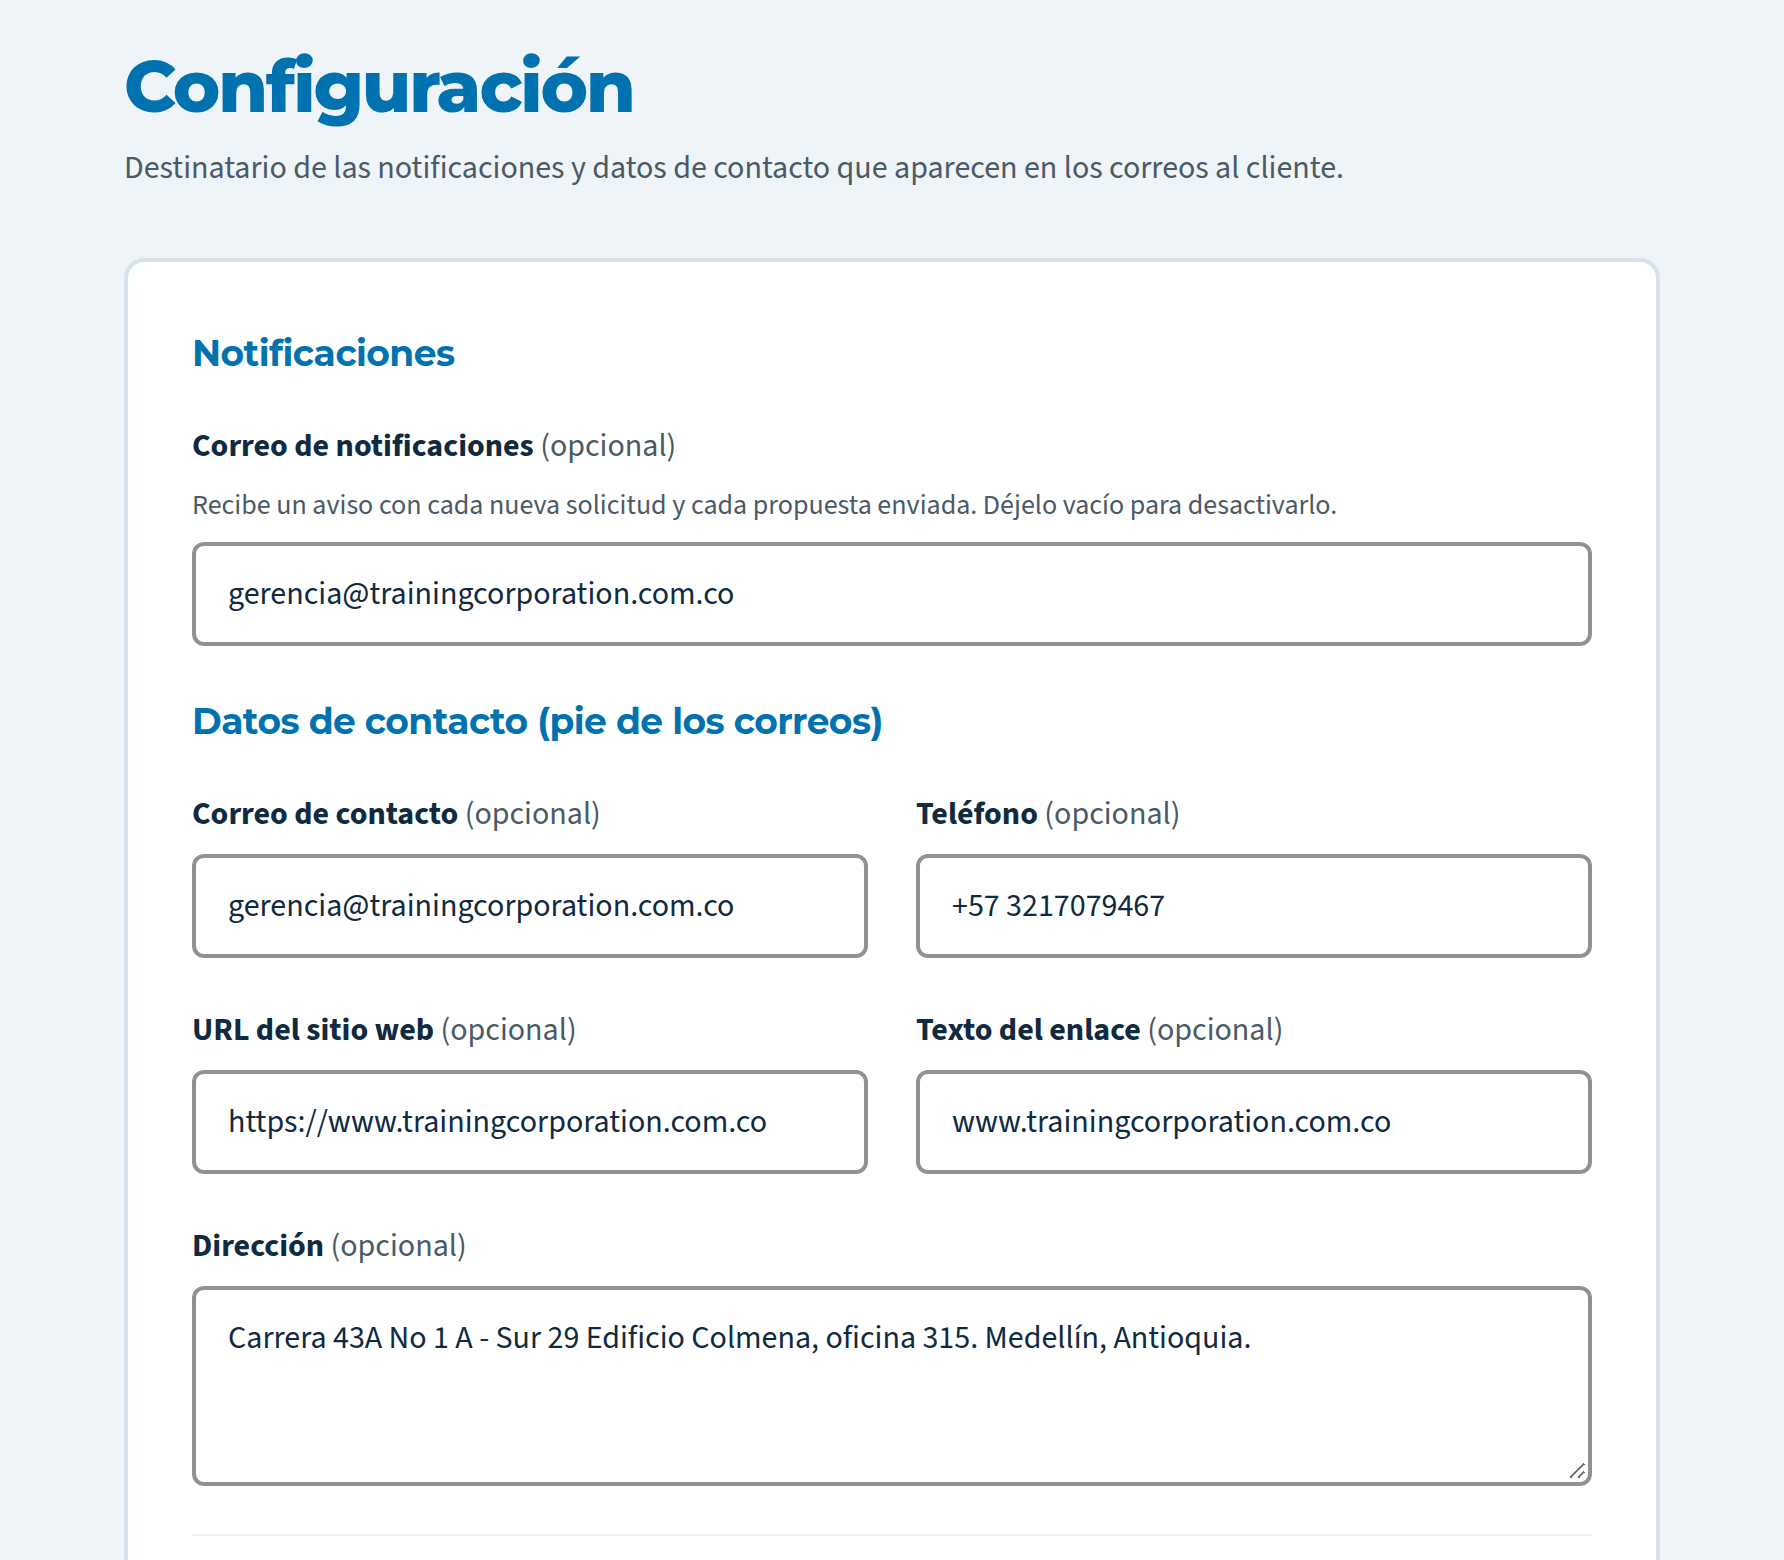 Configuración
Destinatario de las notificaciones y datos de contacto que aparecen en los correos al cliente.
Notificaciones
Correo de notificaciones (opcional)
Recibe un aviso con cada nueva solicitud y cada propuesta enviada. Déjelo vacío para desactivarlo.
gerencia@trainingcorporation.com.co
Datos de contacto (pie de los correos)
Correo de contacto (opcional)
gerencia@trainingcorporation.com.co
Teléfono (opcional)
+57 3217079467
URL del sitio web (opcional)
https://www.trainingcorporation.com.co
Texto del enlace (opcional)
www.trainingcorporation.com.co
Dirección (opcional)
Carrera 43A No 1 A - Sur 29 Edificio Colmena, oficina 315. Medellín, Antioquia.